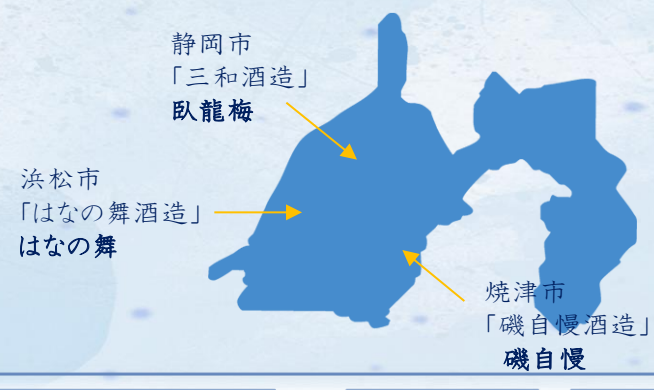 静岡市
「三和酒造」
臥龍梅
浜松市
「はなの舞酒造」
はなの舞
焼津市
「磯自慢酒造」
磯自慢